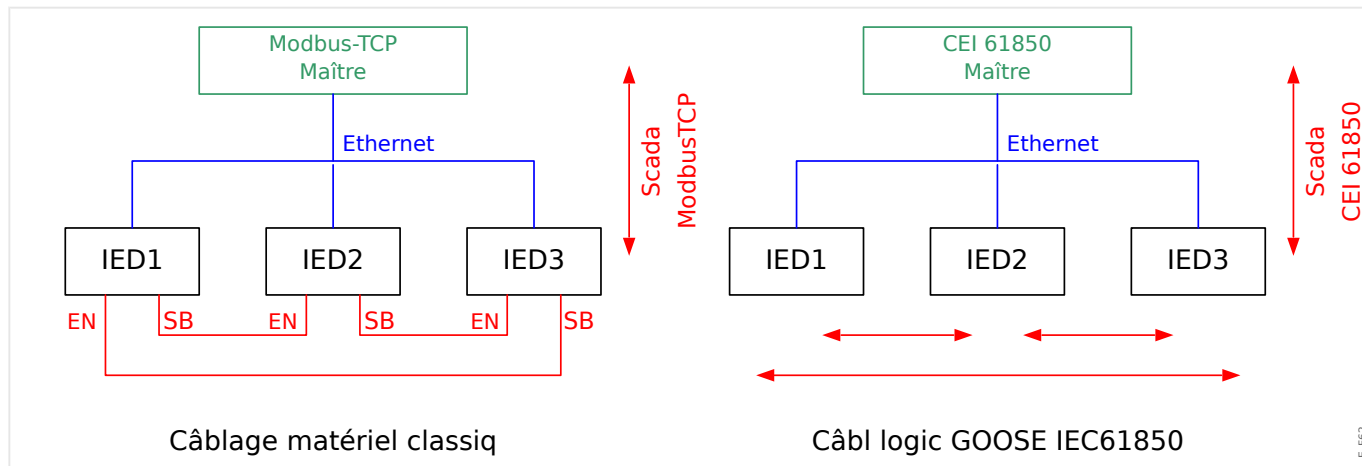 Modbus-TCP
Maître
Ethernet
Scada
ModbusTCP
IED1
IED2
IED3
EN
SB
EN
SB
EN
SB
Câblage matériel classiq
CEI 61850
Maître
Ethernet
Scada
CEI 61850
IED1
IED2
IED3
Câbl logic GOOSE IEC61850